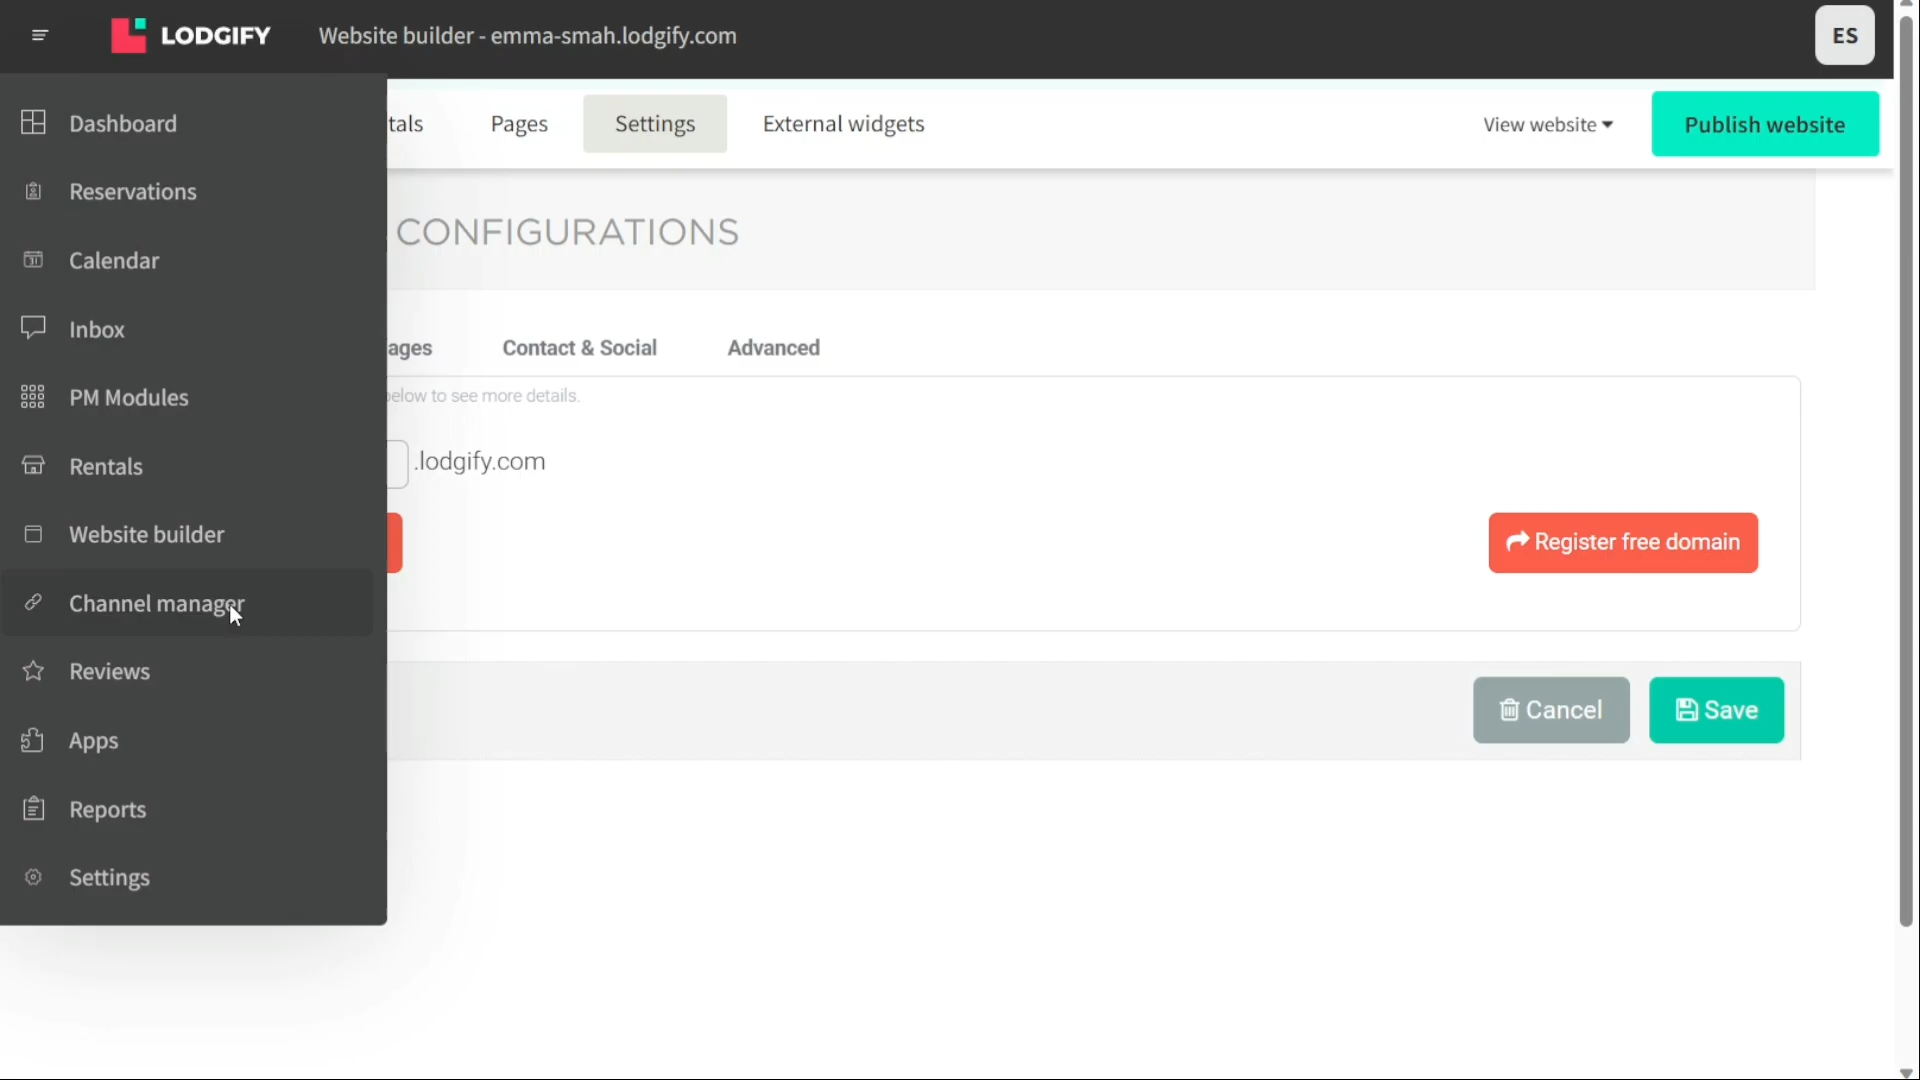 LODGIFY
Website builder - emma-smah.lodgify.com
ES
Dashboard
Reservations
Calendar
Inbox
PM Modules
Rentals
Website builder
Channel manager
Reviews
Apps
Reports
Settings
tals
Pages
Settings
External widgets
View website
Publish website
CONFIGURATIONS
ages
Contact & Social
Advanced
below to see more details.
.lodgify.com
Register free domain
Cancel
Save